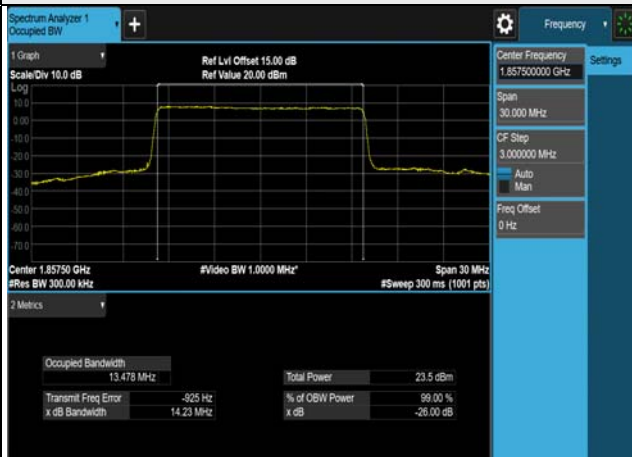 Spectrum Analyzer 1
Occupied BW
+
Frequency
1 Graph
Ref Lvl Offset 15.00 dB
Scale/Div 10.0 dB
Ref Value 20.00 dBm
Log
10.0
0.00
-10.0
-20.0
-30.0
-40.0
-50.0
-60.0
-70.0
Center 1.85750 GHz
#Video BW 1.0000 MHz*
Span 30 MHz
#Res BW 300.00 kHz
#Sweep 300 ms (1001 pts)
2 Metrics
Occupied Bandwidth
13.478 MHz
Total Power 23.5 dBm
Transmit Freq Error -925 Hz
% of OBW Power 99.00 %
x dB Bandwidth 14.23 MHz
x dB -26.00 dB
Center Frequency
1.857500000 GHz
Settings
Span
30.000 MHz
CF Step
3.000000 MHz
Auto
Man
Freq Offset
0 Hz